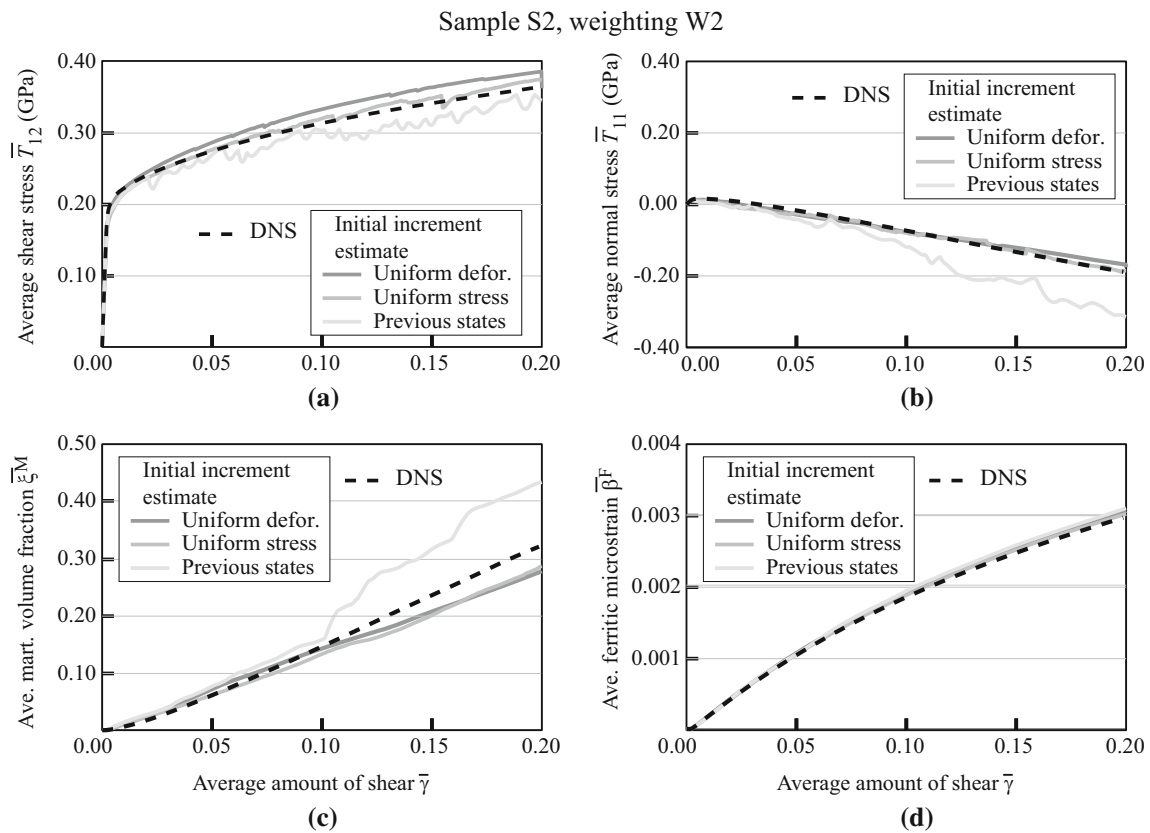 Sample S2, weighting W2
Average shear stress T̅12 (GPa)
0.40
0.30
0.20
0.10
DNS
Initial increment
estimate
Uniform defor.
Uniform stress
Previous states
0.00
0.05
0.10
0.15
0.20
(a)
Average normal stress T̅11 (GPa)
0.40
0.20
0.00
-0.20
-0.40
DNS
Initial increment
estimate
Uniform defor.
Uniform stress
Previous states
0.00
0.05
0.10
0.15
0.20
(b)
Ave. mart. volume fraction ξ̅M
0.50
0.40
0.30
0.20
0.10
Initial increment
estimate
Uniform defor.
Uniform stress
Previous states
DNS
0.00
0.05
0.10
0.15
0.20
Average amount of shear γ̅
(c)
Ave. ferritic microstrain β̅F
0.004
0.003
0.002
0.001
Initial increment
estimate
Uniform defor.
Uniform stress
Previous states
DNS
0.00
0.05
0.10
0.15
0.20
Average amount of shear γ̅
(d)